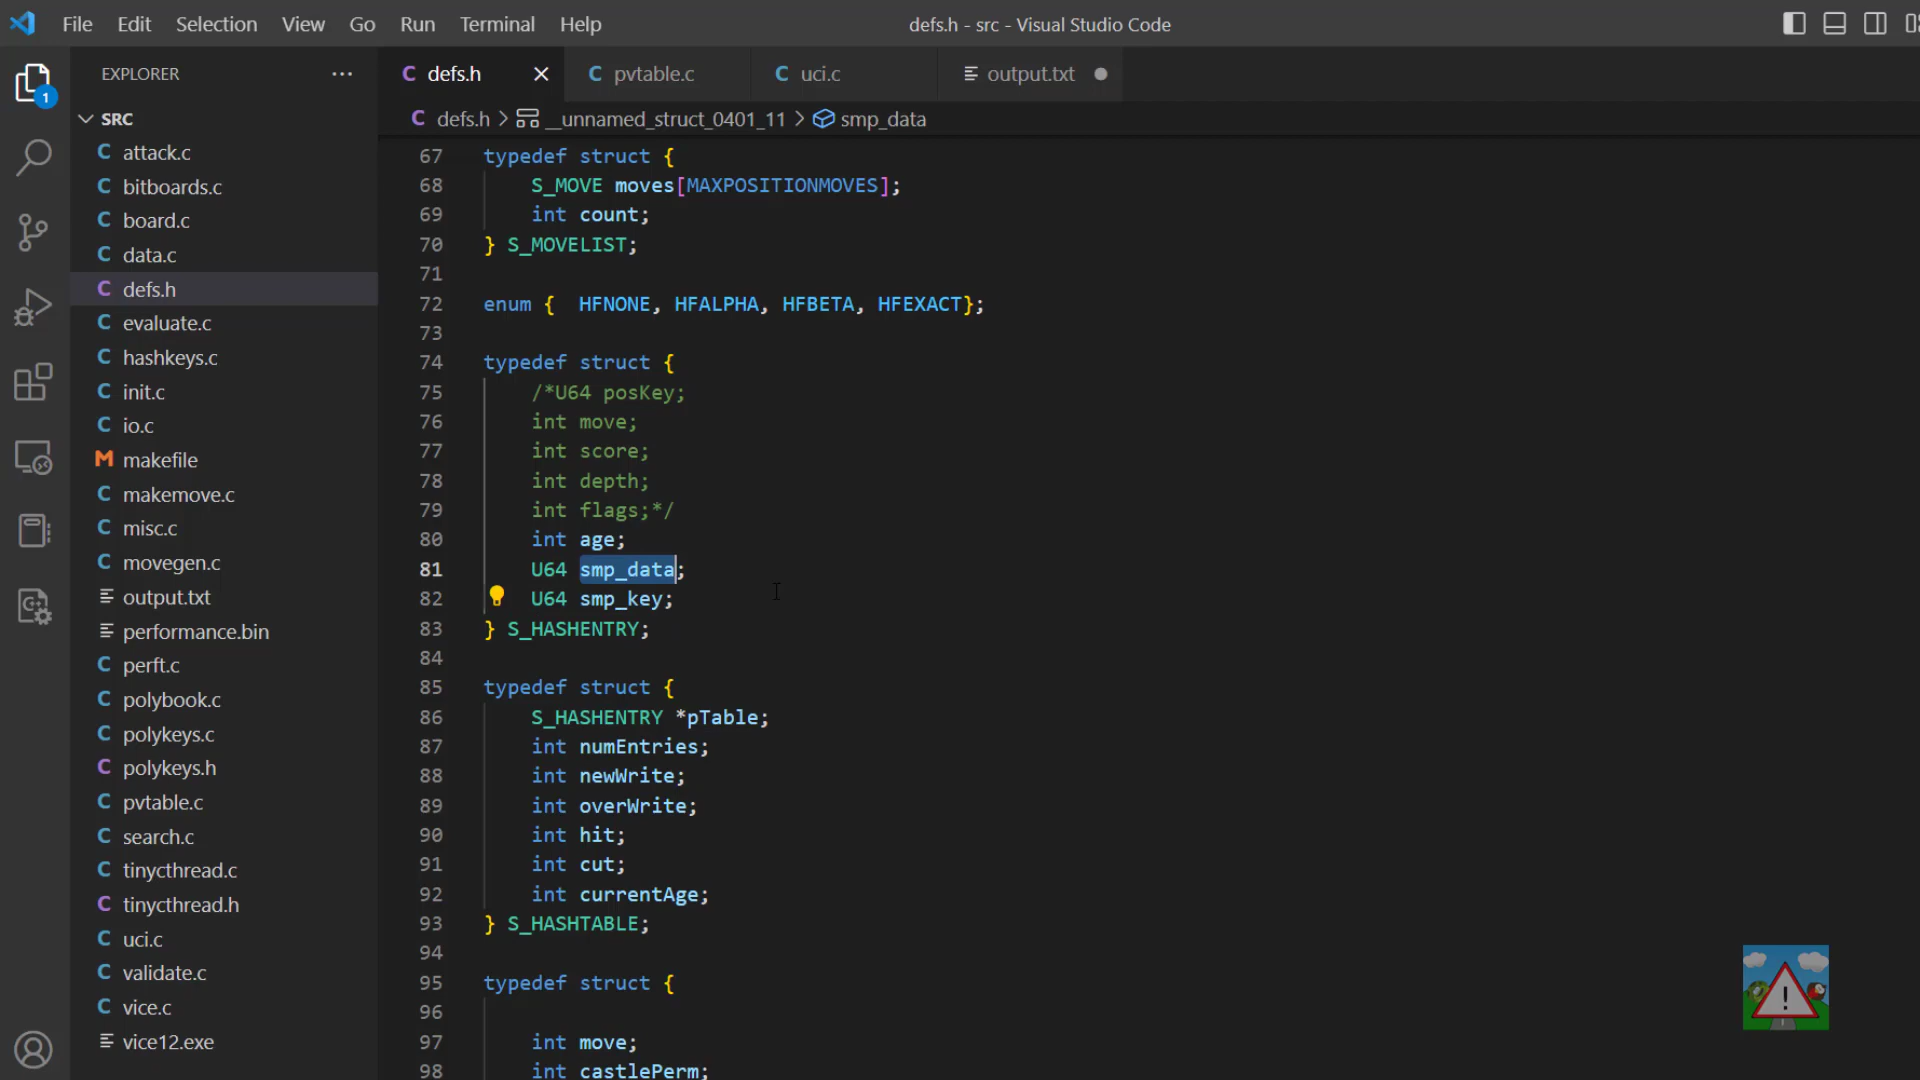 File Edit Selection View Go Run Terminal Help
defs.h - src - Visual Studio Code
EXPLORER
1
SRC
C attack.c
C bitboards.c
C board.c
C data.c
C defs.h
C evaluate.c
C hashkeys.c
C init.c
C io.c
M makefile
C makemove.c
C misc.c
C movegen.c
output.txt
performance.bin
C perft.c
C polybook.c
C polykeys.c
C polykeys.h
C pvtable.c
C search.c
C tinycthread.c
C tinycthread.h
C uci.c
C validate.c
C vice.c
vice12.exe
C defs.h
C pvtable.c
C uci.c
output.txt
C defs.h > __unnamed_struct_0401_11 > smp_data
67 typedef struct {
68 S_MOVE moves[MAXPOSITIONMOVES];
69 int count;
70 } S_MOVELIST;
71
72 enum {  HFNONE, HFALPHA, HFBETA, HFEXACT};
73
74 typedef struct {
75 /*U64 posKey;
76 int move;
77 int score;
78 int depth;
79 int flags;*/
80 int age;
81 U64 smp_data;
82 U64 smp_key;
83 } S_HASHENTRY;
84
85 typedef struct {
86 S_HASHENTRY *pTable;
87 int numEntries;
88 int newWrite;
89 int overWrite;
90 int hit;
91 int cut;
92 int currentAge;
93 } S_HASHTABLE;
94
95 typedef struct {
96
97 int move;
98 int castlePerm;